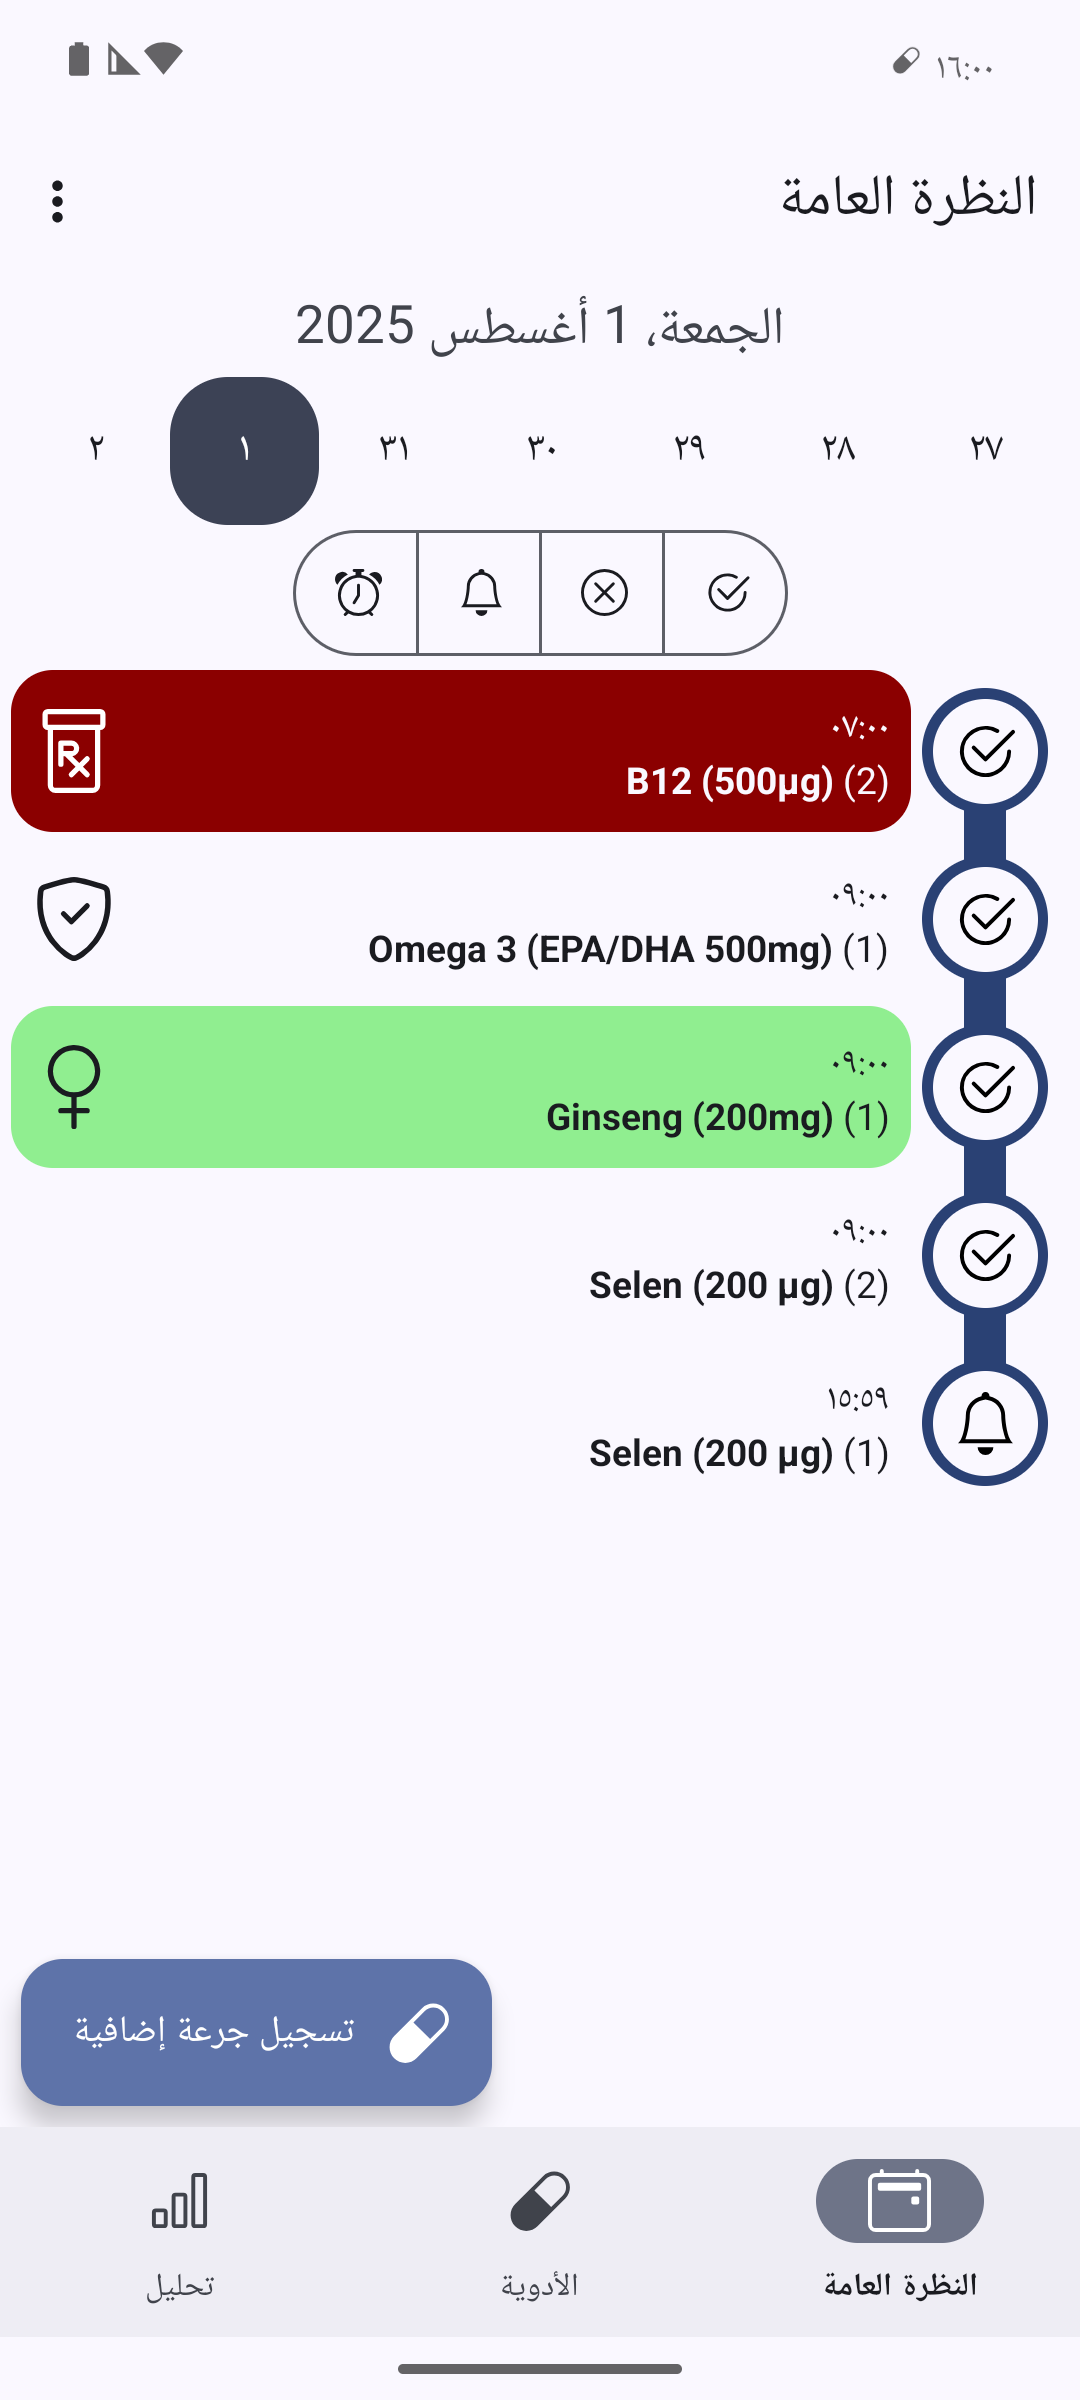 ١٦:٠٠
النظرة العامة
الجمعة، 1 أغسطس 2025
٢٧ ٢٨ ٢٩ ٣٠ ٣١ ١ ٢
٠٧:٠٠
B12 (500µg) (2)
٠٩:٠٠
Omega 3 (EPA/DHA 500mg) (1)
٠٩:٠٠
Ginseng (200mg) (1)
٠٩:٠٠
Selen (200 µg) (2)
١٥:٥٩
Selen (200 µg) (1)
تسجيل جرعة إضافية
النظرة العامة
الأدوية
تحليل